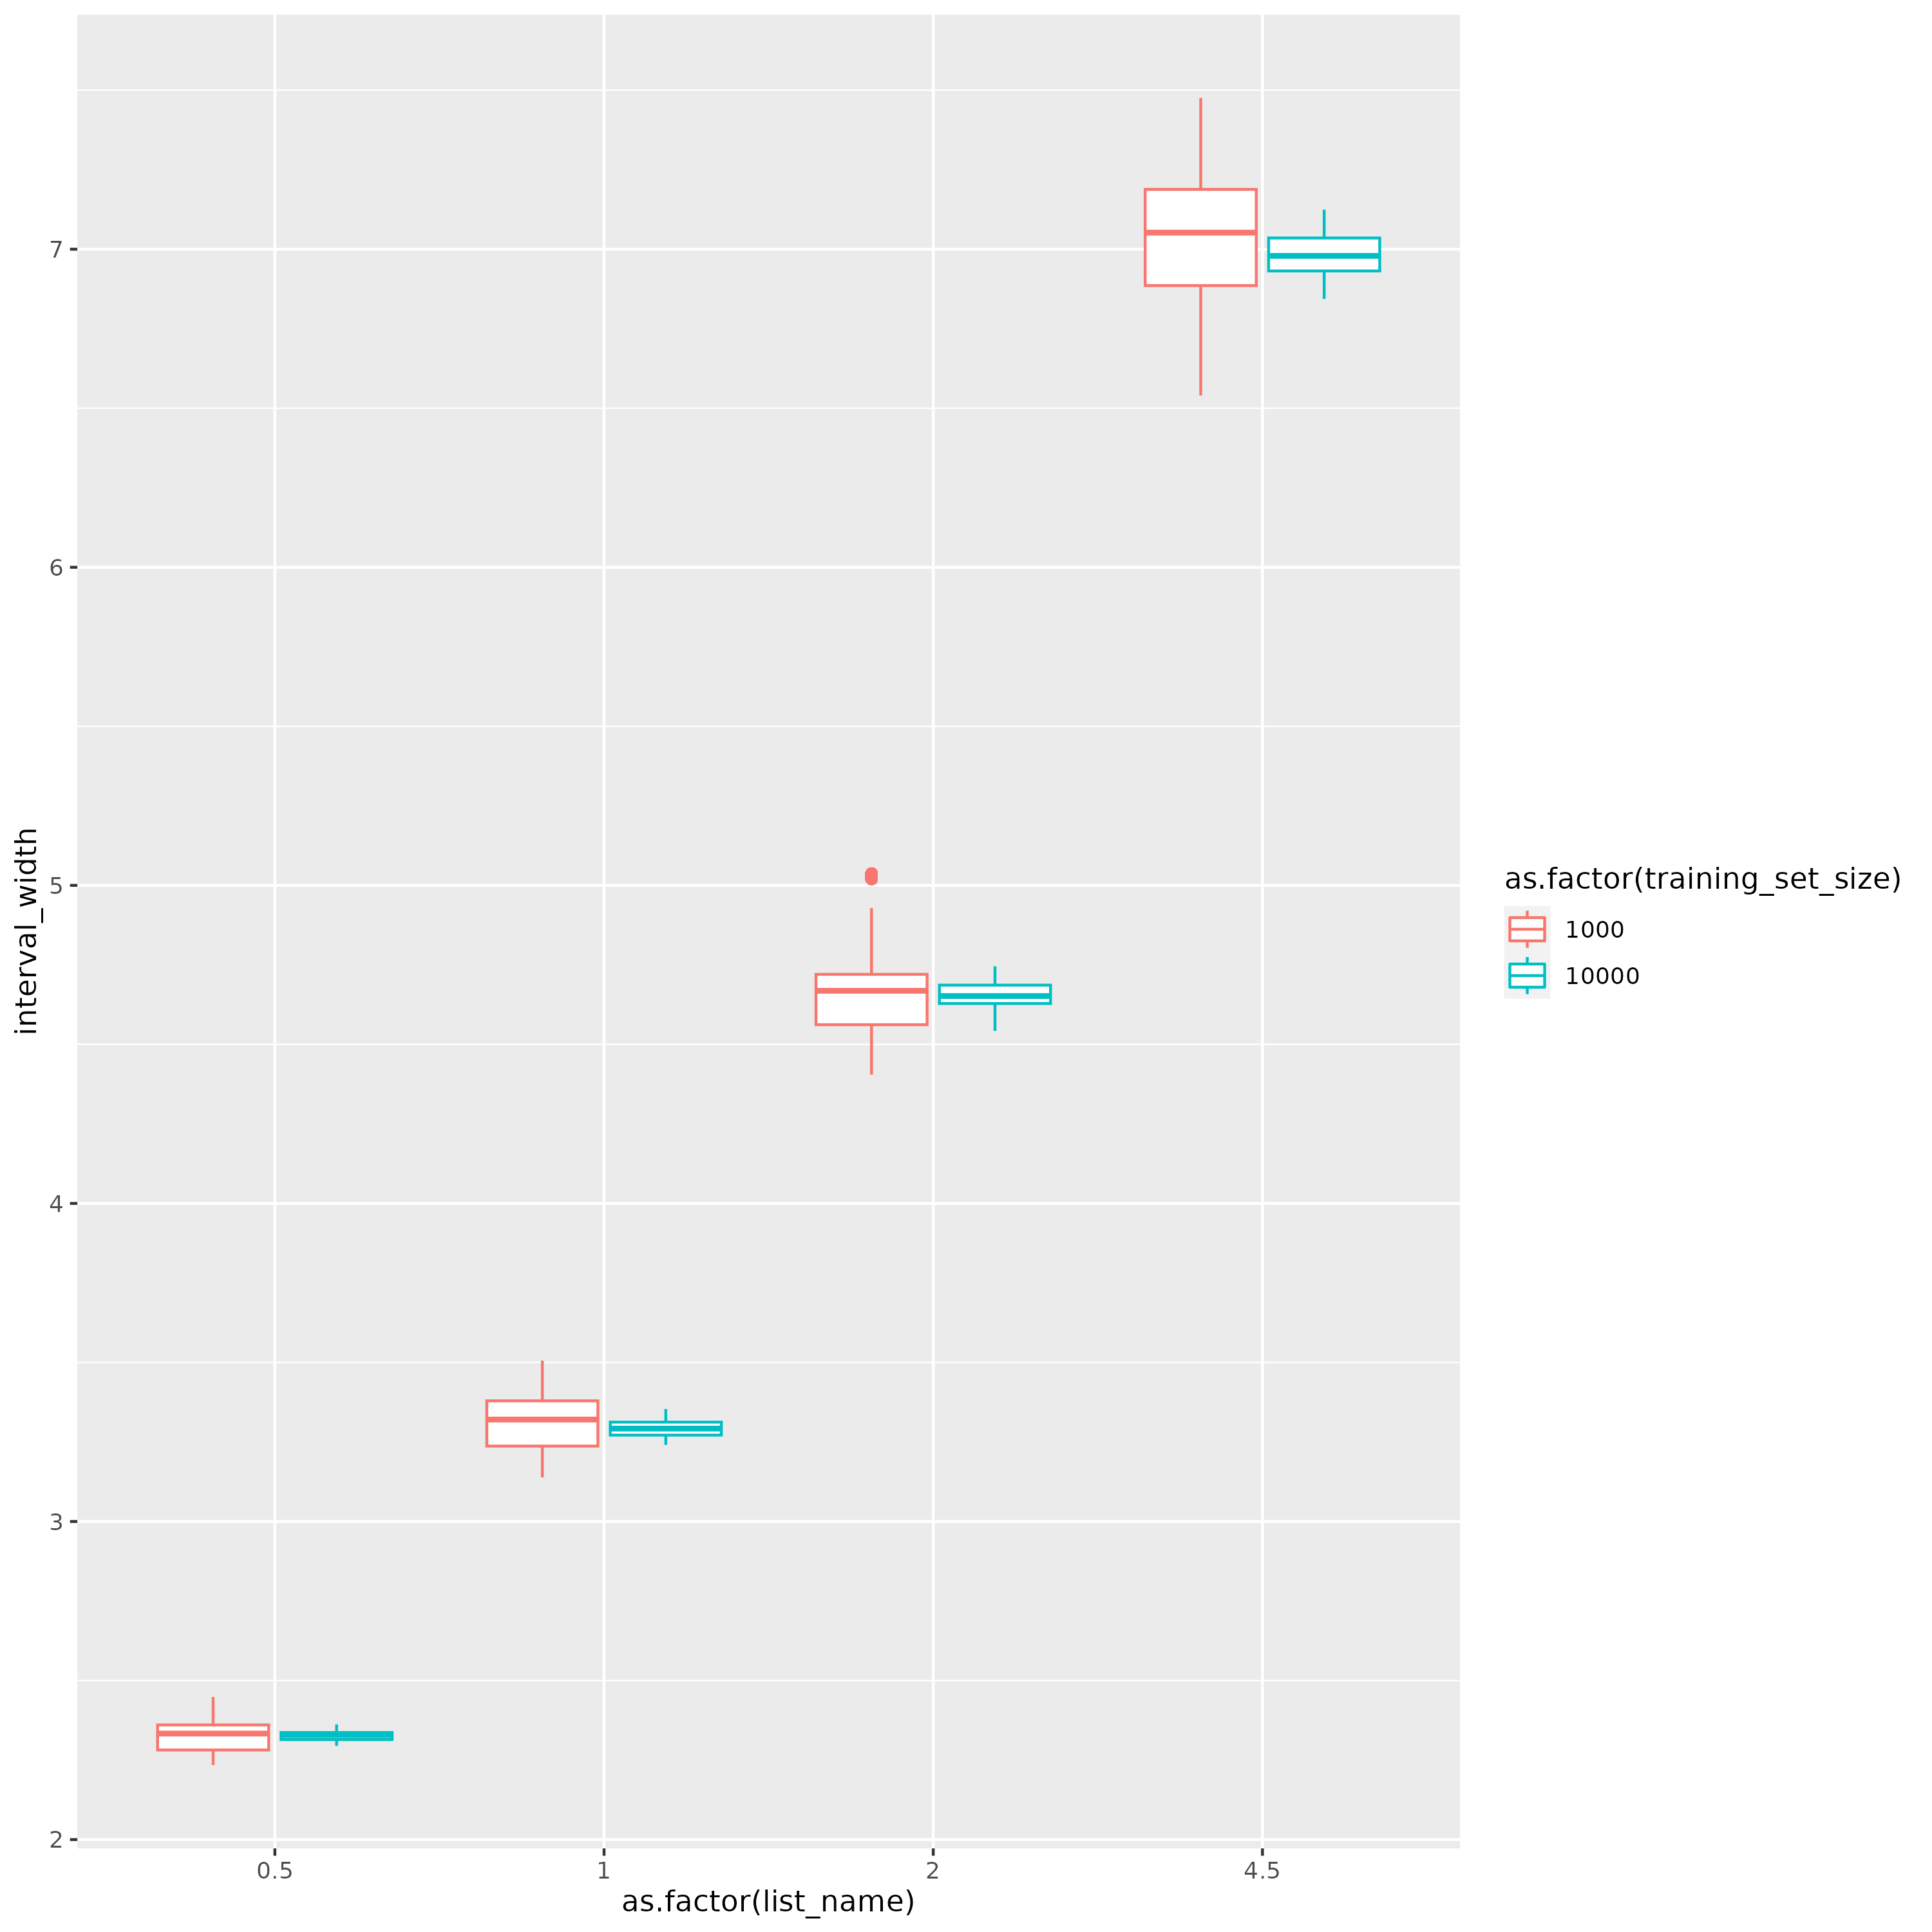 interval_width
7
6
5
4
3
2
0.5 1 2 4.5
as.factor(list_name)
as.factor(training_set_size)
1000
10000